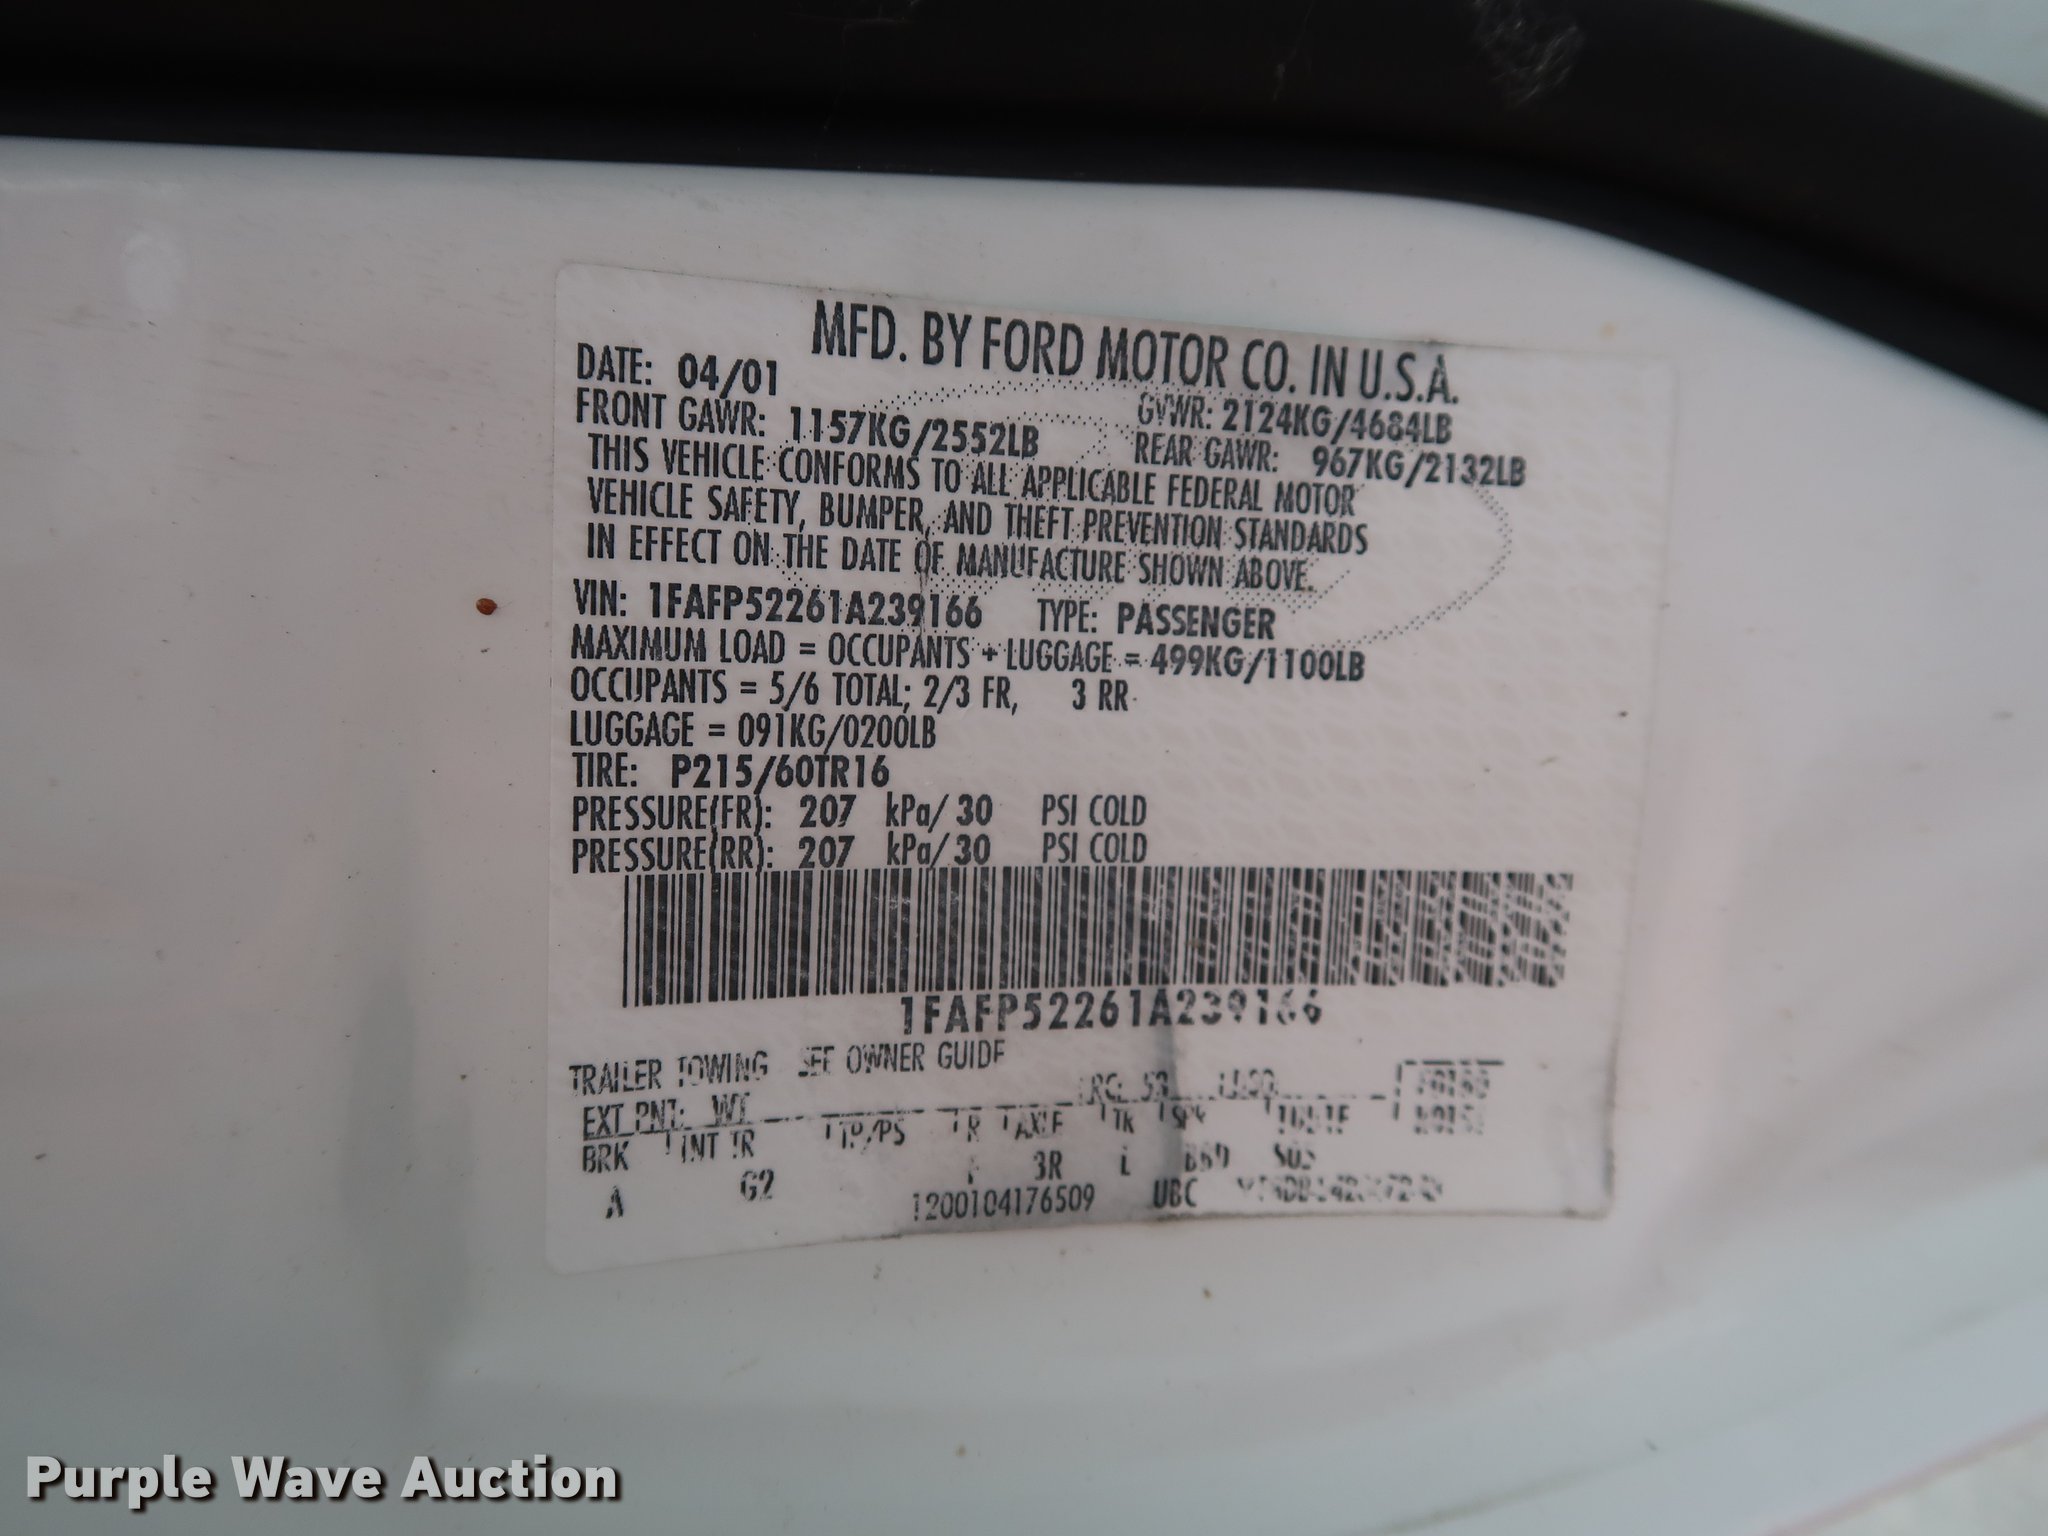 MFD. BY FORD MOTOR CO. IN U.S.A.
DATE: 04/01 GVWR: 2124KG/4684LB
FRONT GAWR: 1157KG/2552LB REAR GAWR: 967KG/2132LB
THIS VEHICLE CONFORMS TO ALL APPLICABLE FEDERAL MOTOR
VEHICLE SAFETY, BUMPER, AND THEFT PREVENTION STANDARDS
IN EFFECT ON THE DATE OF MANUFACTURE SHOWN ABOVE.
VIN: 1FAFP52261A239166 TYPE: PASSENGER
MAXIMUM LOAD = OCCUPANTS + LUGGAGE = 499KG/1100LB
OCCUPANTS = 5/6 TOTAL; 2/3 FR, 3 RR
LUGGAGE = 091KG/0200LB
TIRE: P215/60TR16
PRESSURE(FR): 207 kPa/ 30 PSI COLD
PRESSURE(RR): 207 kPa/ 30 PSI COLD
1FAFP52261A239166
TRAILER TOWING SEE OWNER GUIDE
EXT PNT:
BRK INT TR TP/PS R AXLE TR SPR
A G2 3R
1200104176509 UBC
Purple Wave Auction